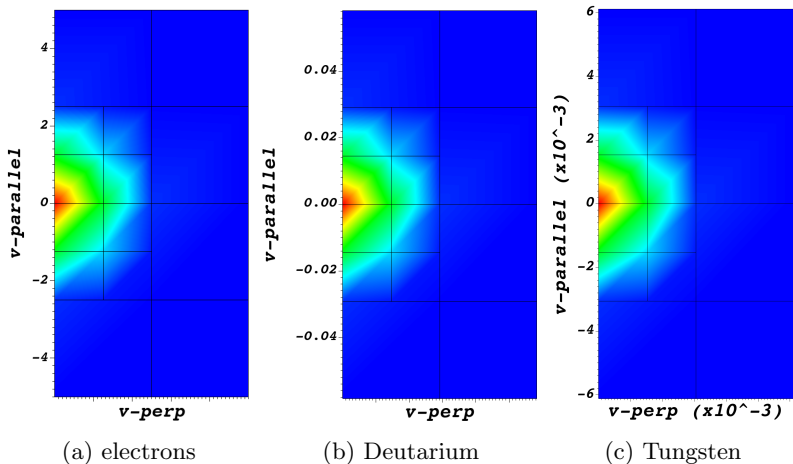 4
2
0
−2
−4
v−parallel
v−perp
(a) electrons
0.04
0.02
0.00
−0.02
−0.04
v−parallel
v−perp
(b) Deutarium
6
4
2
0
−2
−4
−6
v−parallel (x10^−3)
v−perp (x10^−3)
(c) Tungsten